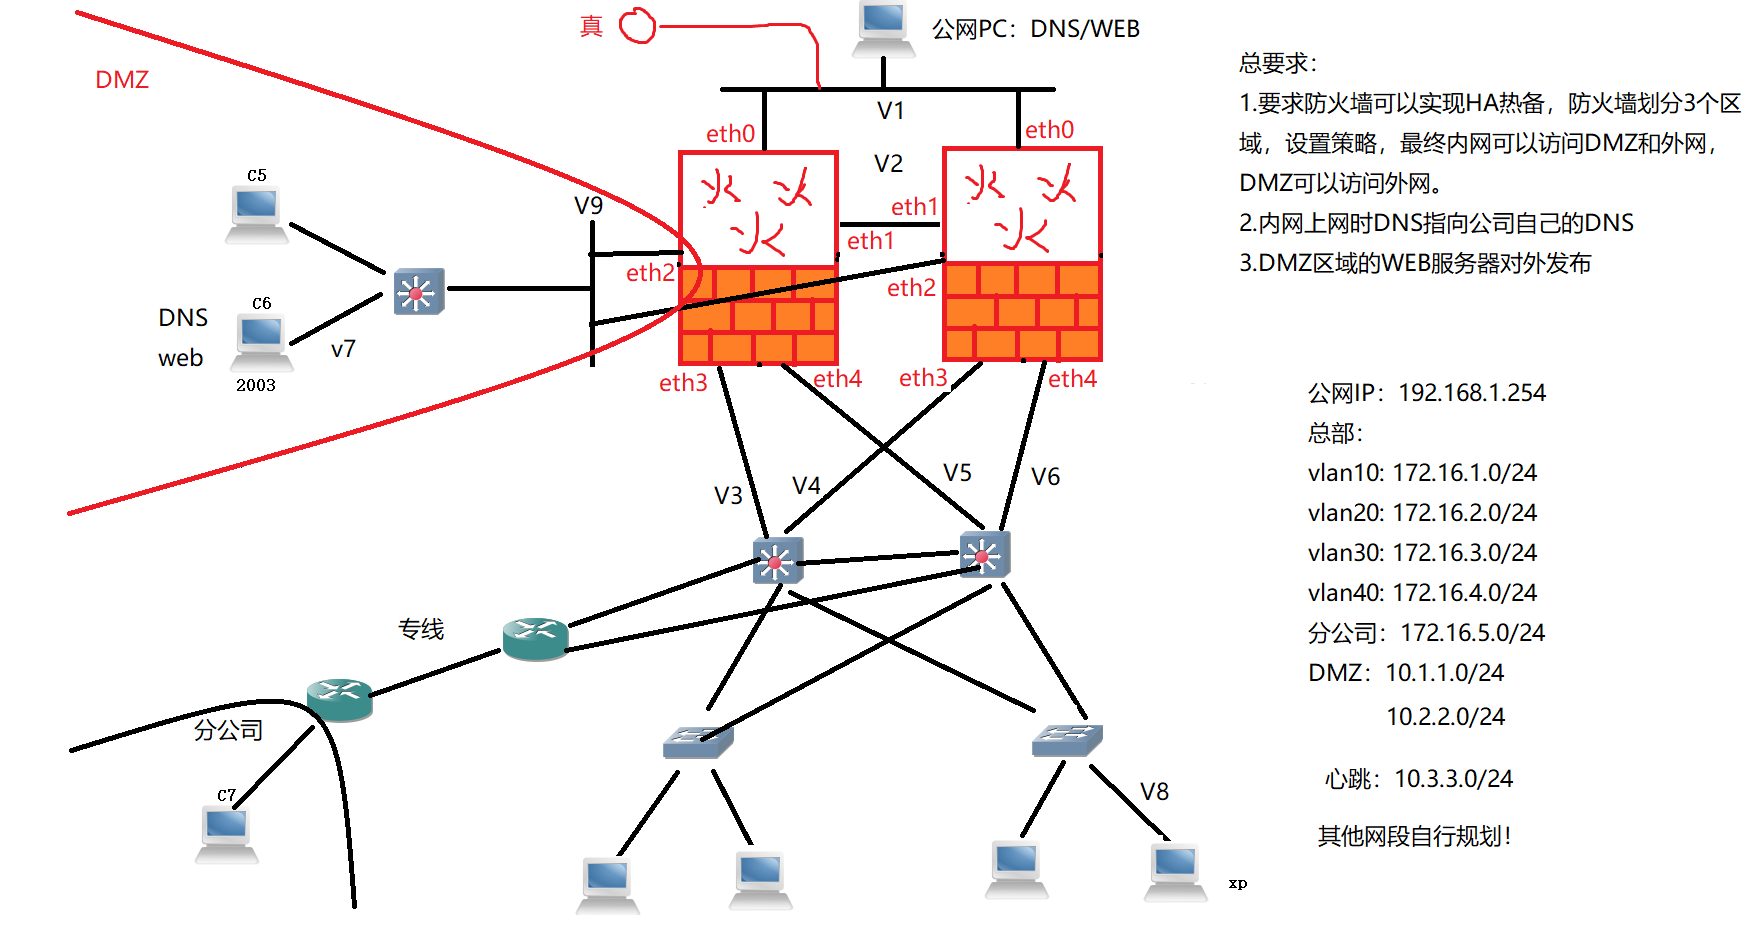 真
公网PC：DNS/WEB
DMZ
V1
eth0
eth0
V2
火 火
火
火 火
火
C5
V9
eth1
eth1
eth2
eth2
DNS
web
C6
v7
2003
eth3
eth4
eth3
eth4
V3
V4
V5
V6
专线
分公司
C7
V8
xp
总要求：
1.要求防火墙可以实现HA热备，防火墙划分3个区
域，设置策略，最终内网可以访问DMZ和外网，
DMZ可以访问外网。
2.内网上网时DNS指向公司自己的DNS
3.DMZ区域的WEB服务器对外发布
公网IP：192.168.1.254
总部：
vlan10: 172.16.1.0/24
vlan20: 172.16.2.0/24
vlan30: 172.16.3.0/24
vlan40: 172.16.4.0/24
分公司：172.16.5.0/24
DMZ：10.1.1.0/24
10.2.2.0/24
心跳：10.3.3.0/24
其他网段自行规划！